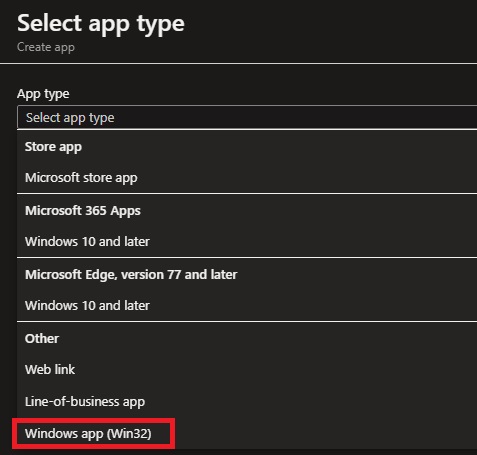 Select app type
Create app
App type
Select app type
Store app
Microsoft store app
Microsoft 365 Apps
Windows 10 and later
Microsoft Edge, version 77 and later
Windows 10 and later
Other
Web link
Line-of-business app
Windows app (Win32)